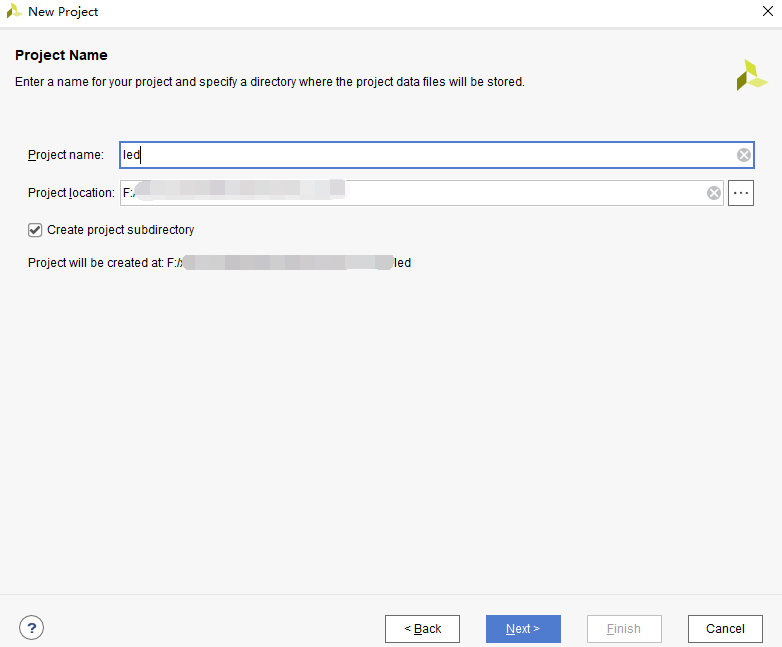 New Project
Project Name
Enter a name for your project and specify a directory where the project data files will be stored.
Project name: led
Project location: F:/
Create project subdirectory
Project will be created at: F:/ led
? < Back Next > Finish Cancel